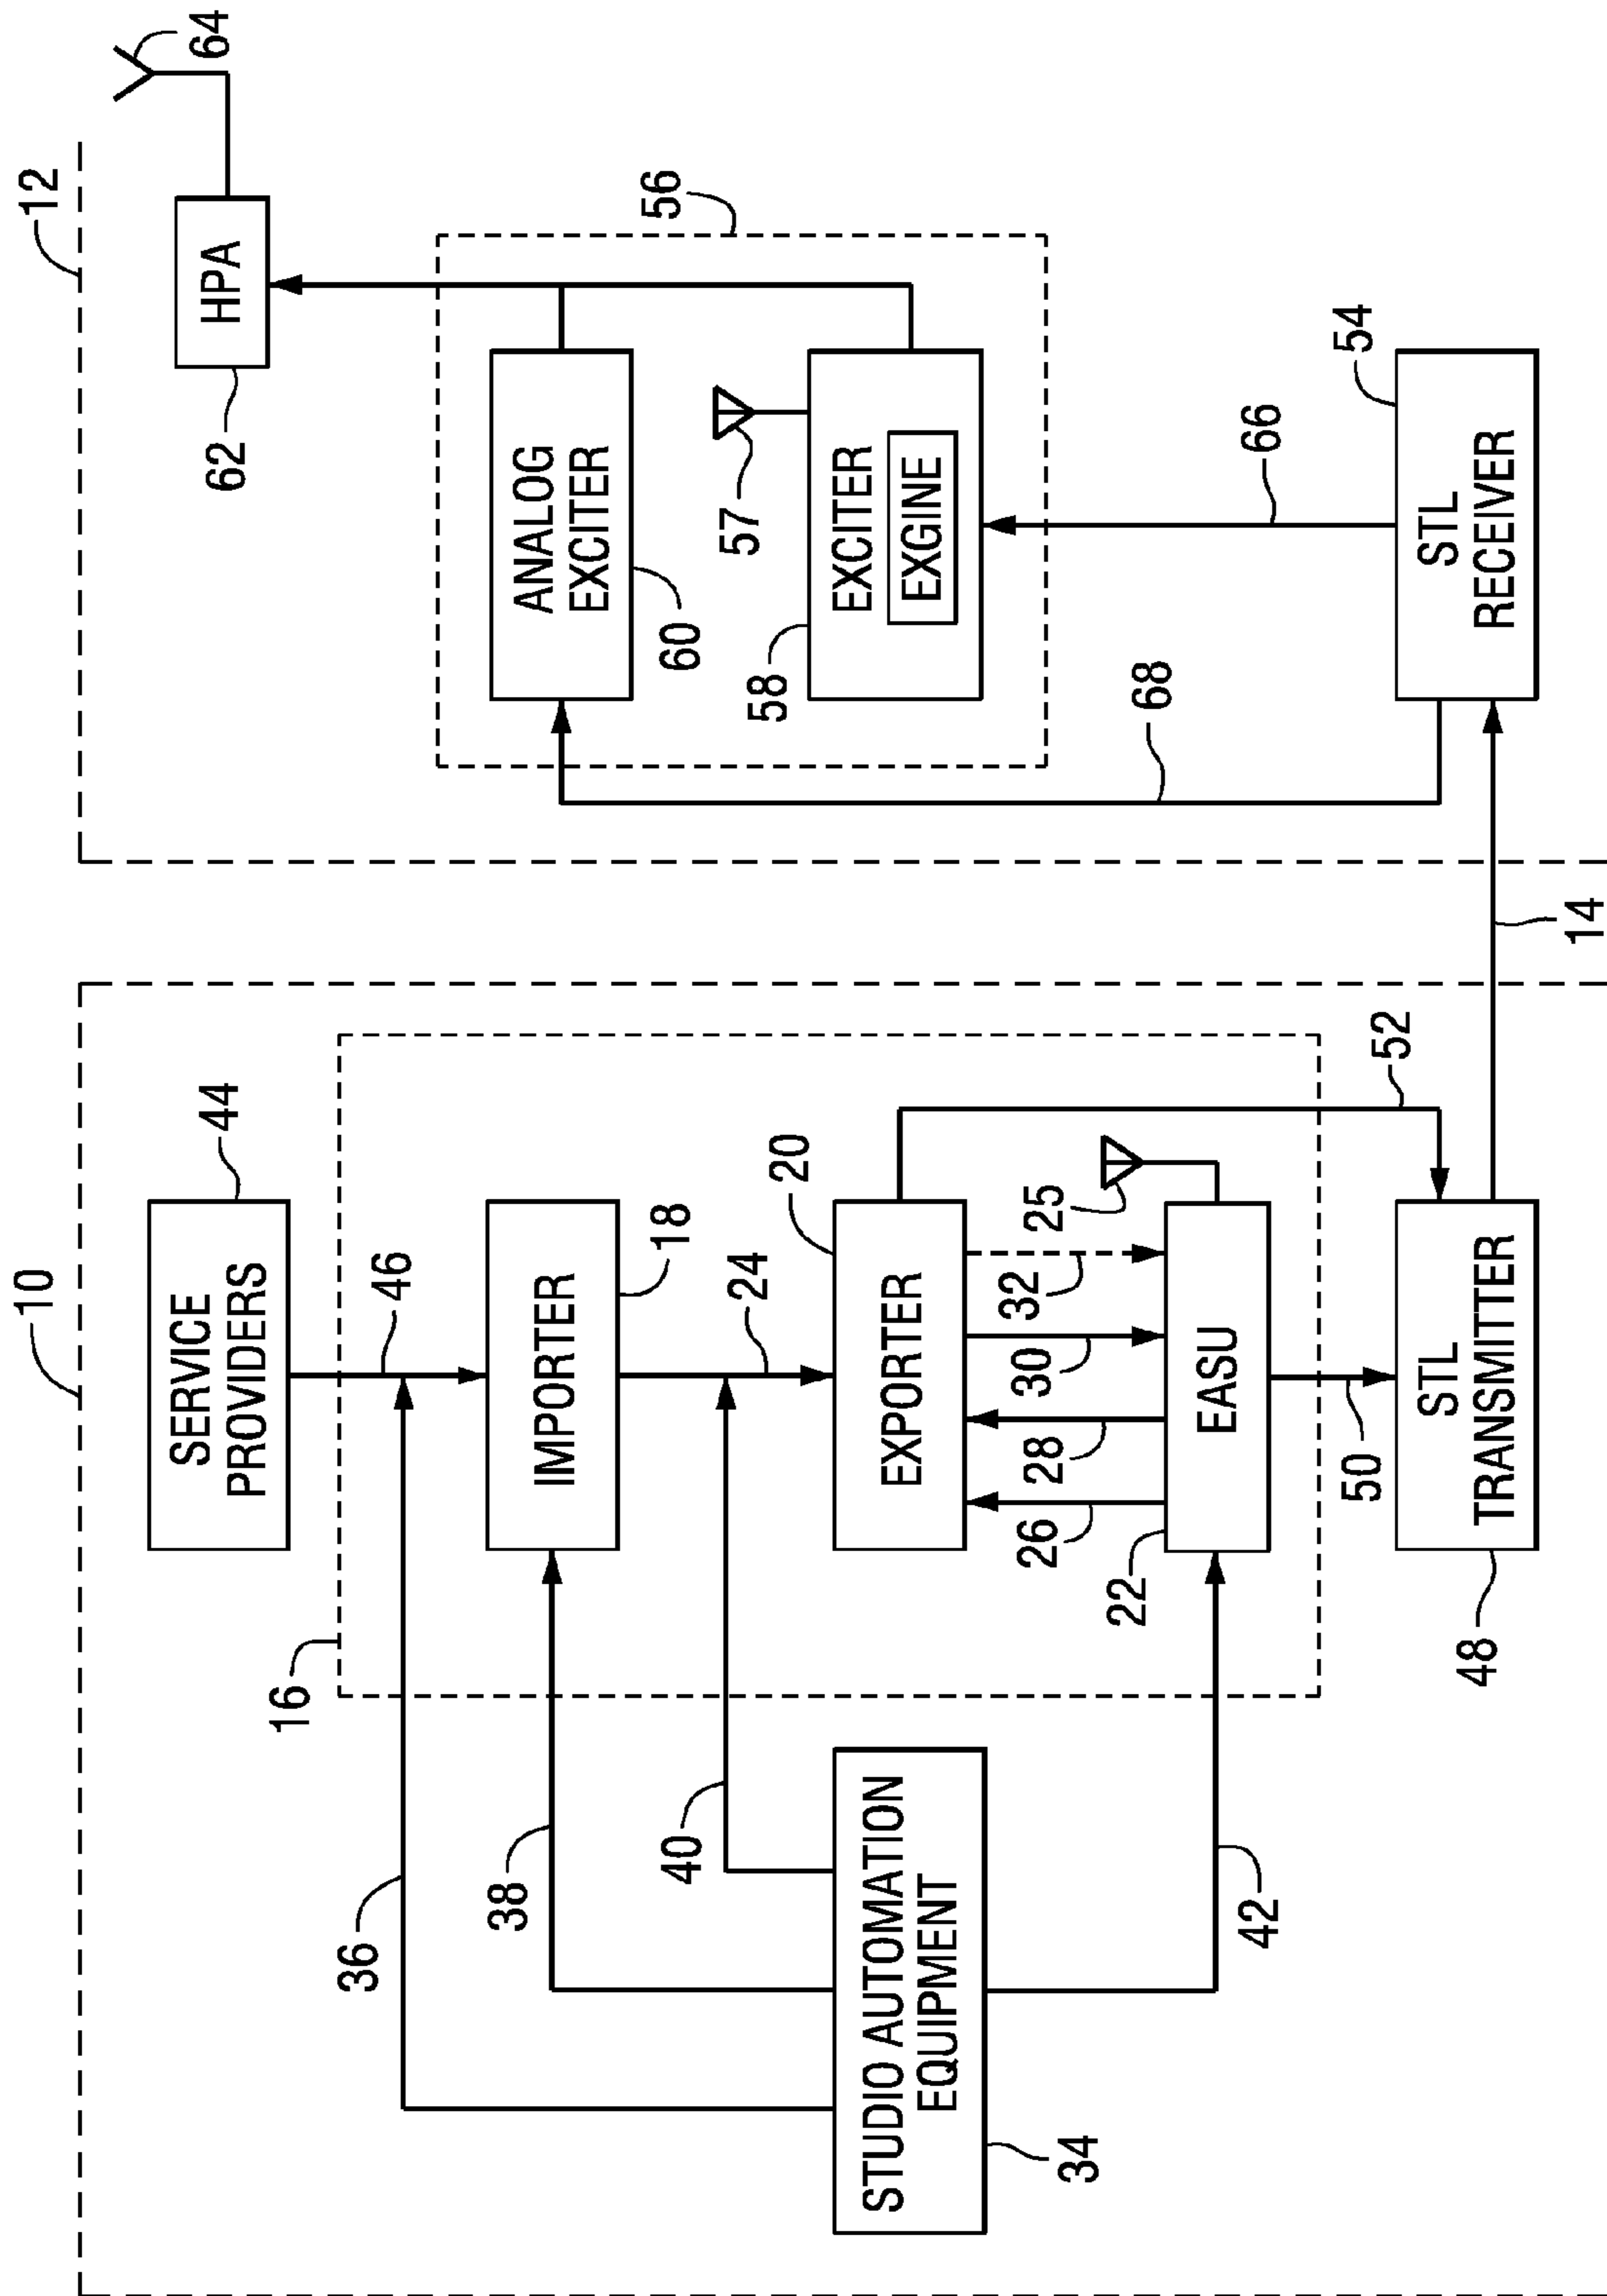 10
12
SERVICE
PROVIDERS
44
46
16
IMPORTER
18
36
38
24
40
EXPORTER
20
STUDIO AUTOMATION
EQUIPMENT
34
26
28
30
32
25
22
EASU
42
52
50
STL
TRANSMITTER
48
14
64
HPA
62
56
ANALOG
EXCITER
60
57
EXCITER
EXGINE
58
66
68
54
STL
RECEIVER